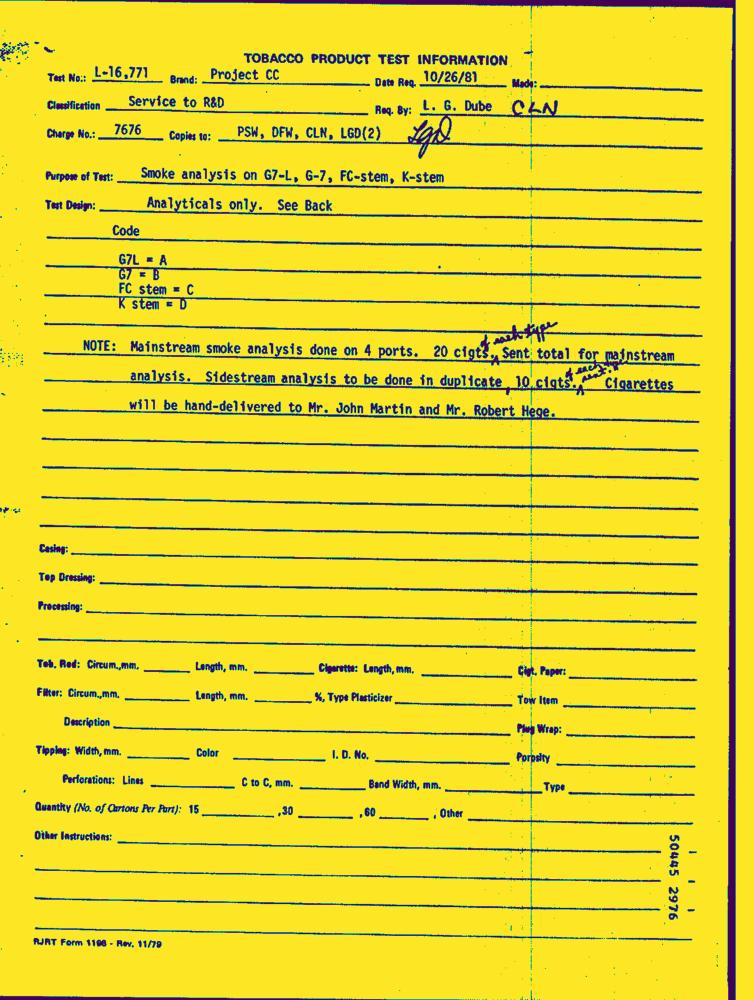 TOBACCO PRODUCT TEST INFORMATION
Test No.: L-16,771 Brand: Project CC Date Req. 10/26/81 Made:
Classification Service to R&D Req. By: L. G. Dube CLN
Charge No.: 7676 Copies to: PSW, DFW, CLN, LGD(2) LgD
Purpose of Test: Smoke analysis on G7-L, G-7, FC-stem, K-stem
Test Design: Analyticals only. See Back
Code
G7L = A
G7 = B
FC stem = C
K stem = D
of each type
NOTE: Mainstream smoke analysis done on 4 ports. 20 cigts. Sent total for mainstream
of each
analysis. Sidestream analysis to be done in duplicate, 10 cigts. Cigarettes
will be hand-delivered to Mr. John Martin and Mr. Robert Hege.
Casing:
Top Dressing:
Processing:
Tob. Rod: Circum.,mm. Length, mm. Cigarette: Length, mm. Cigt. Paper:
Filter: Circum.,mm. Length, mm. %, Type Plasticizer Tow Item
Description Plug Wrap:
Tipping: Width, mm. Color I. D. No. Porosity
Perforations: Lines C to C, mm. Band Width, mm. Type
Quantity (No. of Cartons Per Part): 15 ,30 ,60 , Other
Other Instructions:
50445 2976
RJRT Form 1198 - Rev. 11/79